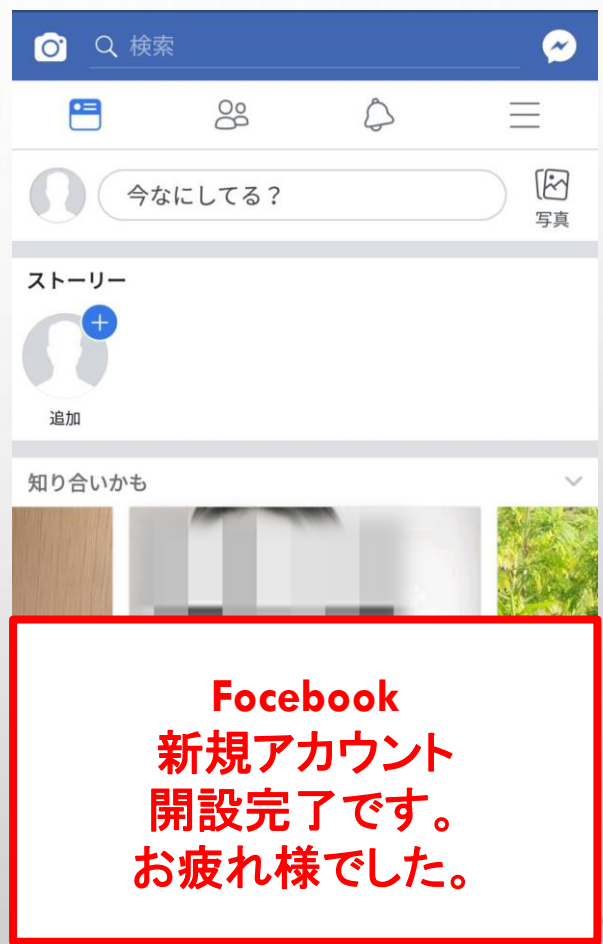 検索
今なにしてる？
写真
ストーリー
追加
知り合いかも
Focebook
新規アカウント
開設完了です。
お疲れ様でした。